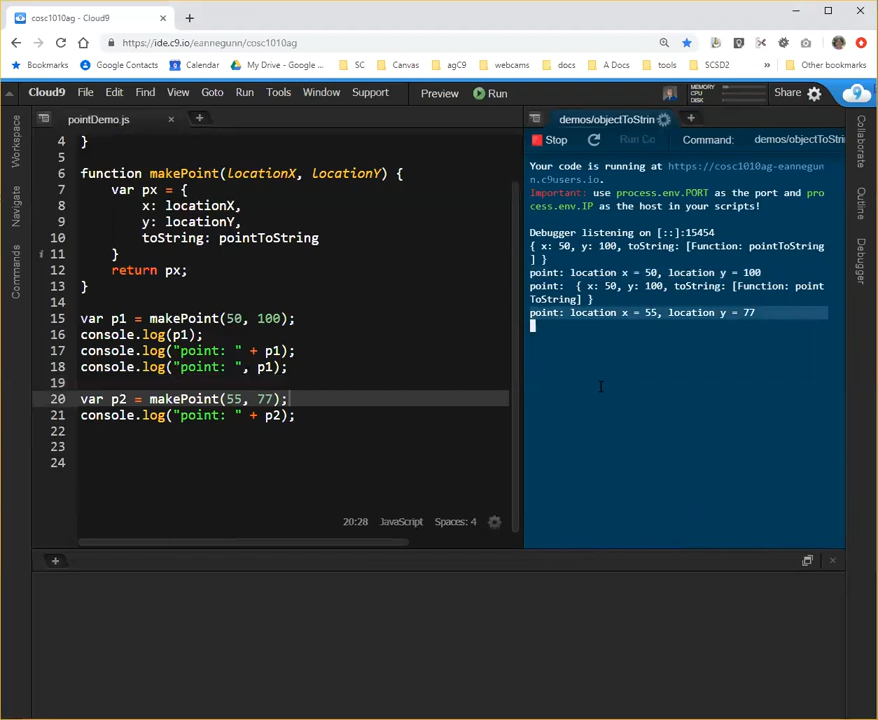 cosc1010ag - Cloud9
https://ide.c9.io/eannegunn/cosc1010ag
Bookmarks Google Contacts Calendar My Drive - Google SC Canvas agC9 webcams docs A Docs tools SCSD2 » Other bookmarks
Cloud9 File Edit Find View Goto Run Tools Window Support Preview Run MEMORY CPU DISK Share
pointDemo.js
demos/objectToStrin
Stop Run Co Command: demos/objectToStri
Workspace
Navigate
Commands
4 }
5
6 function makePoint(locationX, locationY) {
7 var px = {
8 x: locationX,
9 y: locationY,
10 toString: pointToString
11 }
12 return px;
13 }
14
15 var p1 = makePoint(50, 100);
16 console.log(p1);
17 console.log("point: " + p1);
18 console.log("point: ", p1);
19
20 var p2 = makePoint(55, 77);
21 console.log("point: " + p2);
22
23
24
20:28 JavaScript Spaces: 4
Your code is running at https://cosc1010ag-eannegun
n.c9users.io.
Important: use process.env.PORT as the port and pro
cess.env.IP as the host in your scripts!
Debugger listening on [::]:15454
{ x: 50, y: 100, toString: [Function: pointToString
] }
point: location x = 50, location y = 100
point:  { x: 50, y: 100, toString: [Function: point
ToString] }
point: location x = 55, location y = 77
Collaborate
Outline
Debugger